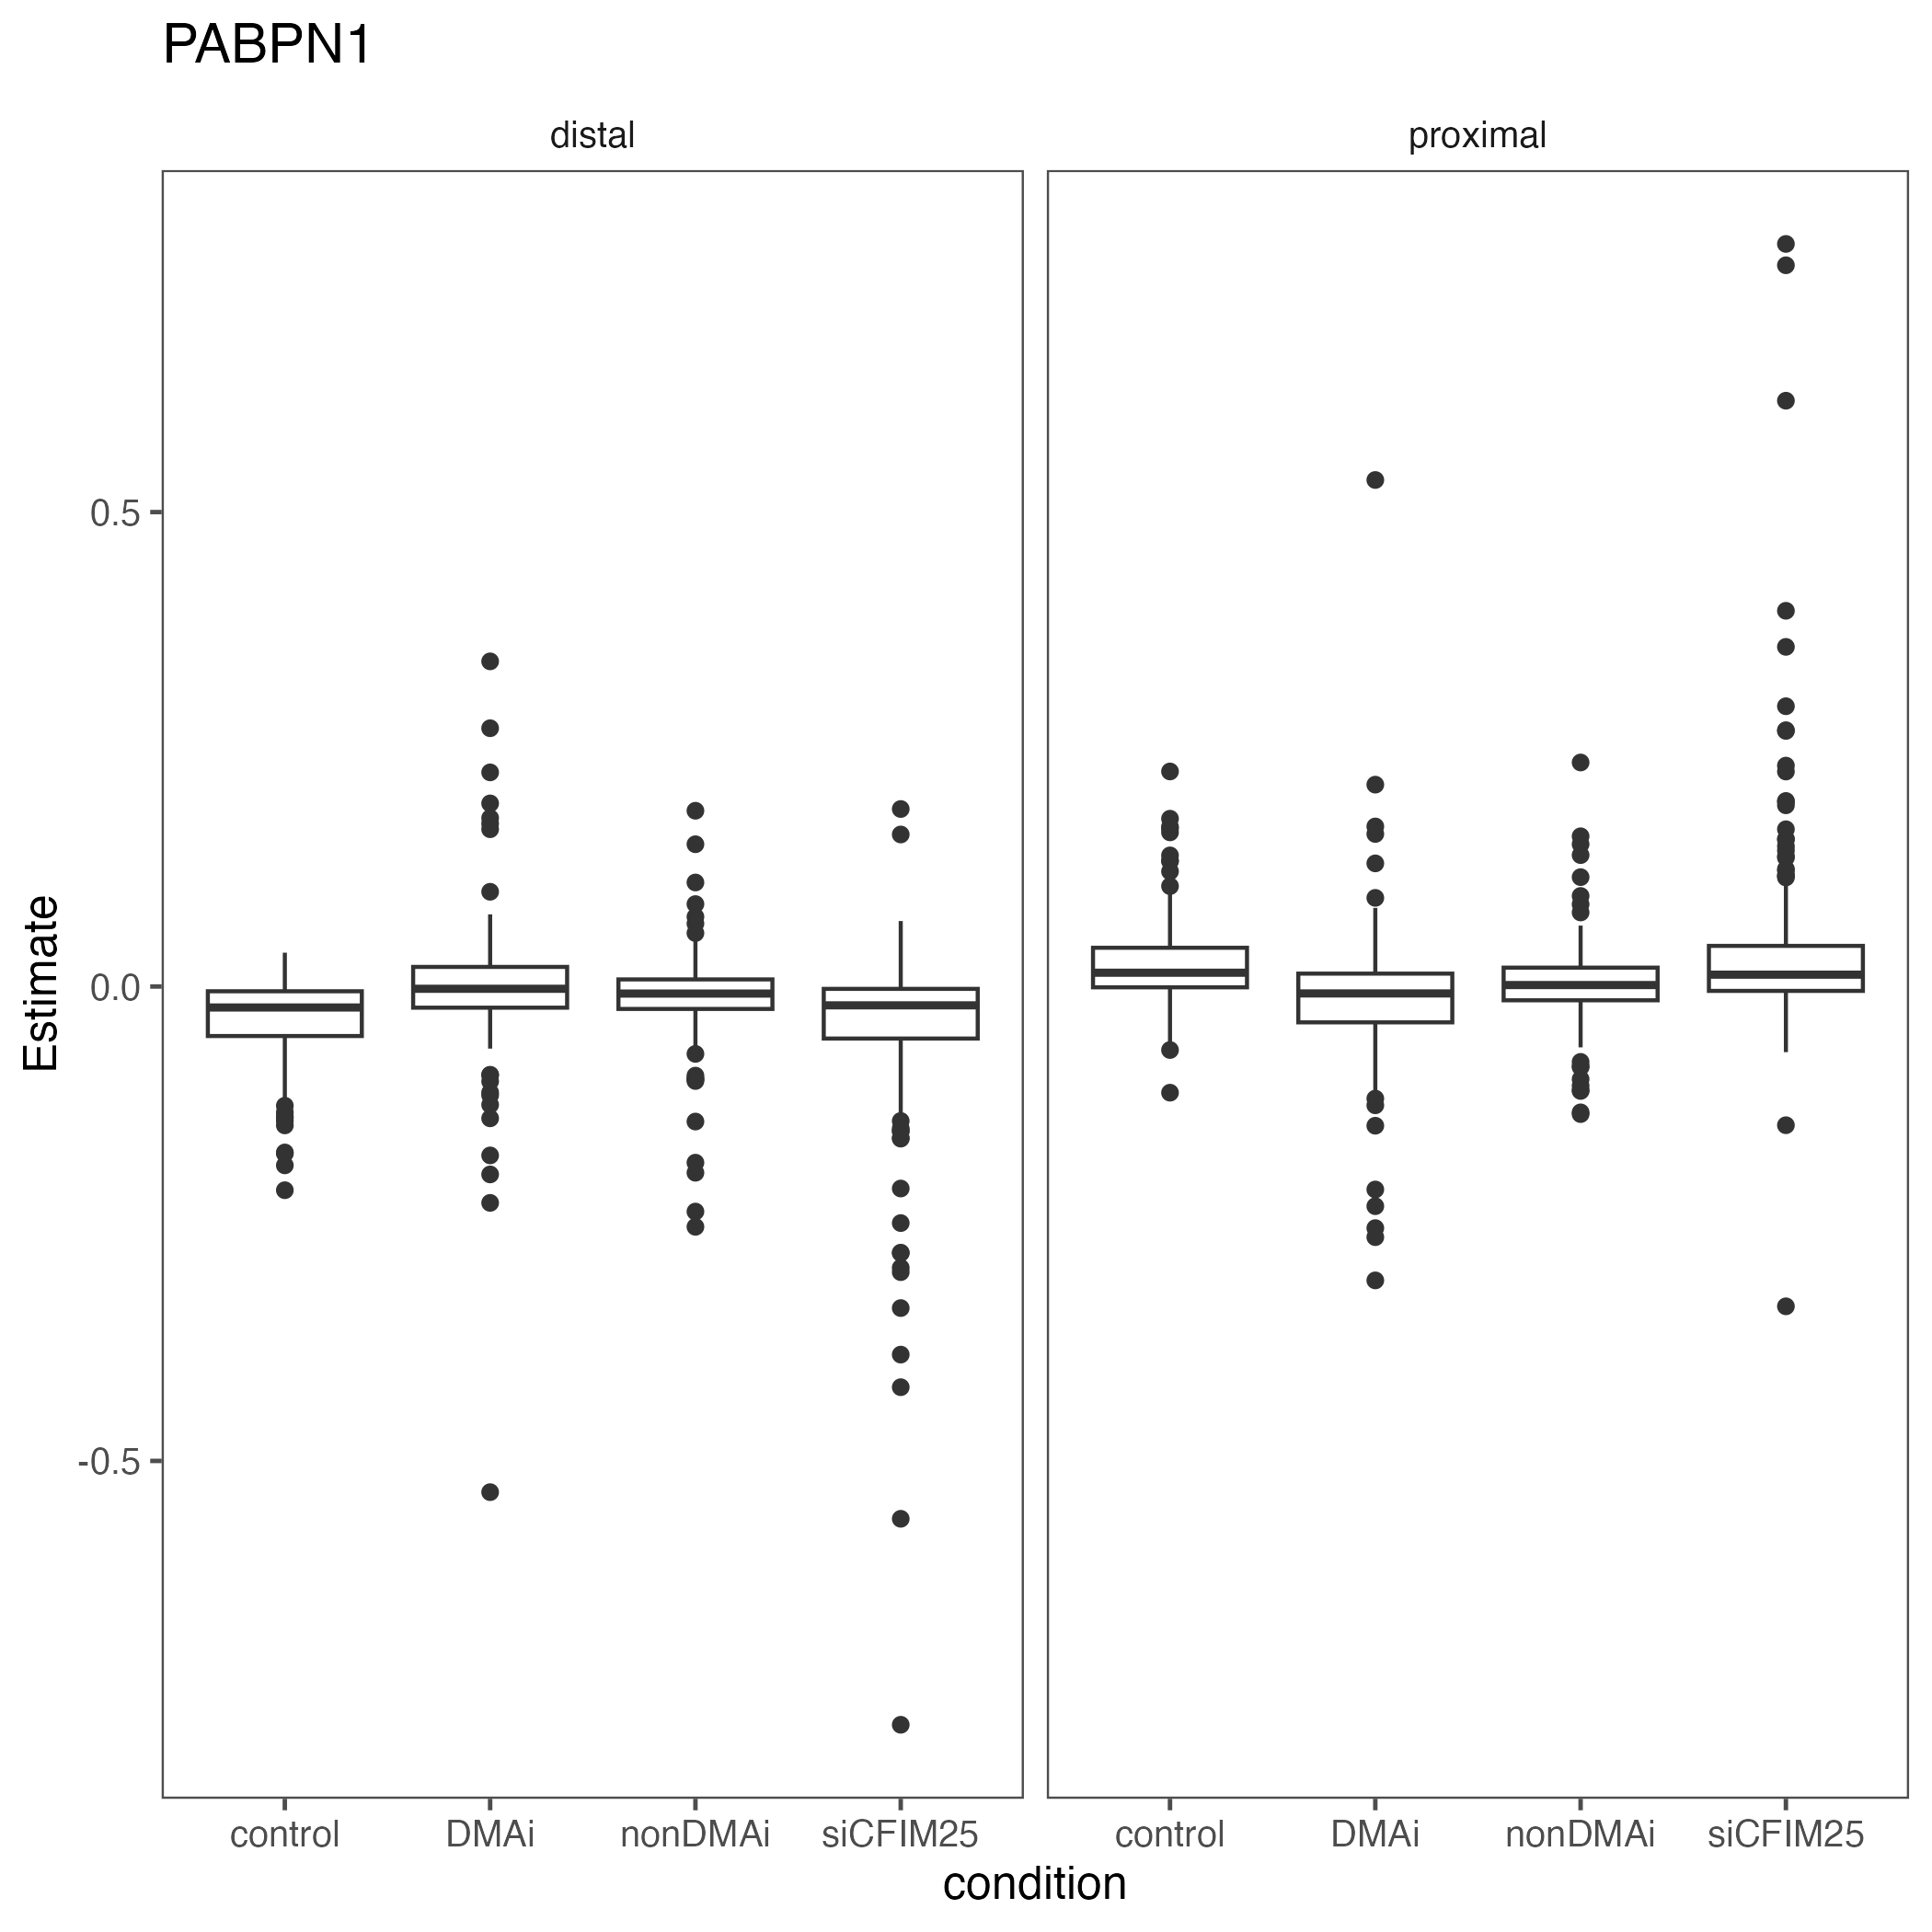 PABPN1
distal
proximal
0.5
0.0
-0.5
Estimate
control DMAi nonDMAi siCFIM25
control DMAi nonDMAi siCFIM25
condition